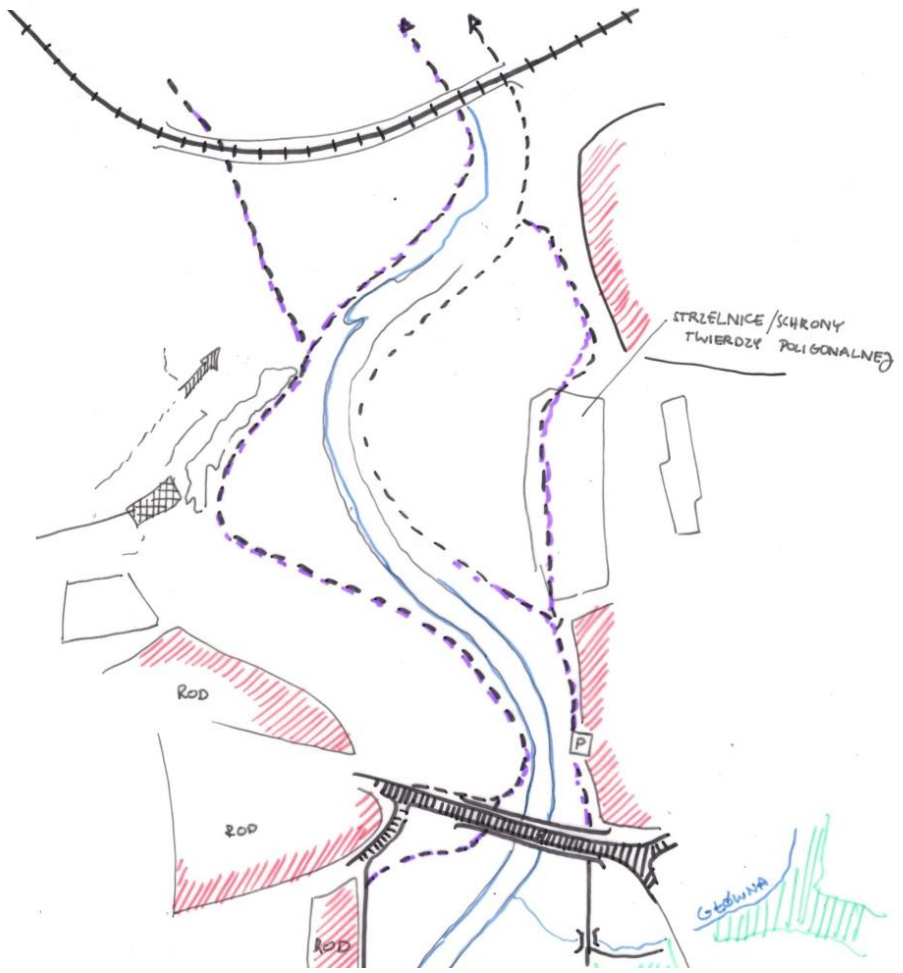 STRZELNICE/SCHRONY
TWIERDZY POLIGONALNEJ
ROD
P
ROD
GŁÓWNA
ROD